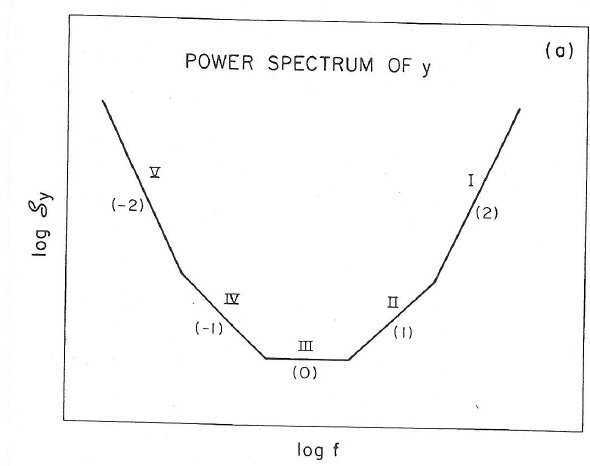 (a)
POWER SPECTRUM OF y
V
(-2)
I
(2)
IV
(-1)
II
(1)
III
(0)
log 𝒮y
log f